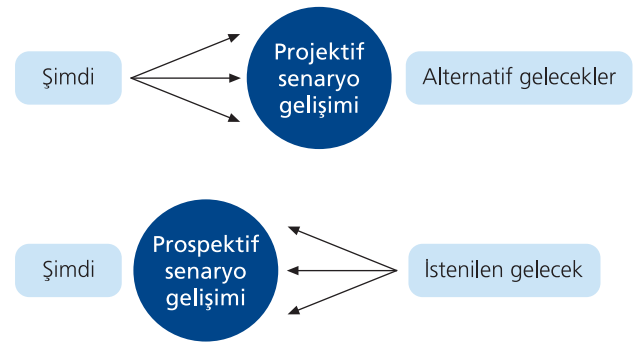 Şimdi
Projektif
senaryo
gelişimi
Alternatif gelecekler
Şimdi
Prospektif
senaryo
gelişimi
İstenilen gelecek